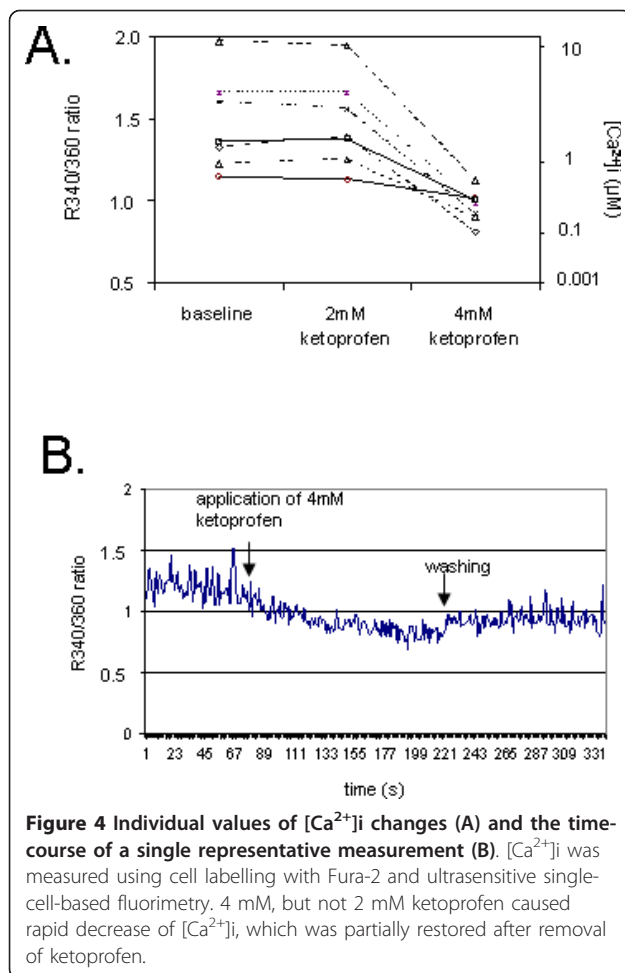 A.
2.0
1.5
1.0
0.5
R340/360 ratio
10
1
0.1
0.001
[Ca²⁺]i (µM)
baseline
2mM
ketoprofen
4mM
ketoprofen
B.
2
1.5
1
0.5
0
R340/360 ratio
application of 4mM
ketoprofen
washing
1 23 45 67 89 111 133 155 177 199 221 243 265 287 309 331
time (s)
Figure 4 Individual values of [Ca²⁺]i changes (A) and the time-
course of a single representative measurement (B). [Ca²⁺]i was
measured using cell labelling with Fura-2 and ultrasensitive single-
cell-based fluorimetry. 4 mM, but not 2 mM ketoprofen caused
rapid decrease of [Ca²⁺]i, which was partially restored after removal
of ketoprofen.